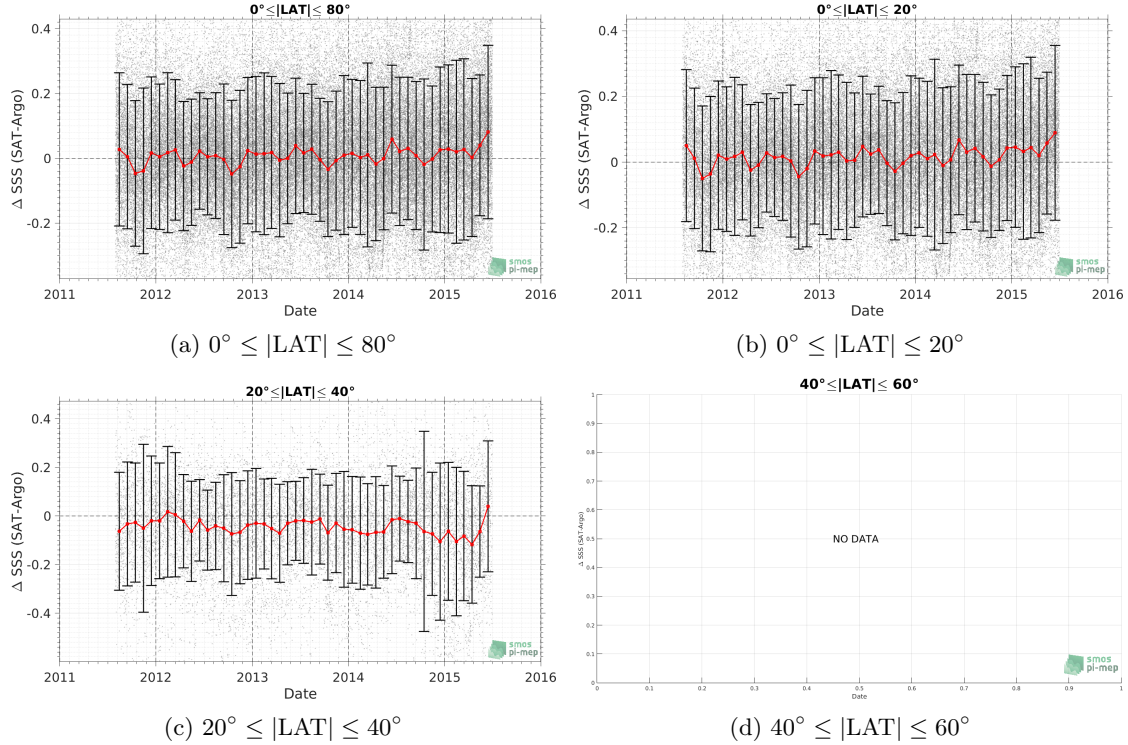 0°≤|LAT|≤ 80°
0.4
0.2
0
-0.2
Δ SSS (SAT-Argo)
smos
pi-mep
2011 2012 2013 2014 2015 2016
Date
(a) 0° ≤ |LAT| ≤ 80°
0°≤|LAT|≤ 20°
0.4
0.2
0
-0.2
Δ SSS (SAT-Argo)
smos
pi-mep
2011 2012 2013 2014 2015 2016
Date
(b) 0° ≤ |LAT| ≤ 20°
20°≤|LAT|≤ 40°
0.4
0.2
0
-0.2
-0.4
Δ SSS (SAT-Argo)
smos
pi-mep
2011 2012 2013 2014 2015 2016
Date
(c) 20° ≤ |LAT| ≤ 40°
40°≤|LAT|≤ 60°
1
0.9
0.8
0.7
0.6
0.5
0.4
0.3
0.2
0.1
0
Δ SSS (SAT-Argo)
NO DATA
smos
pi-mep
0 0.1 0.2 0.3 0.4 0.5 0.6 0.7 0.8 0.9 1
Date
(d) 40° ≤ |LAT| ≤ 60°